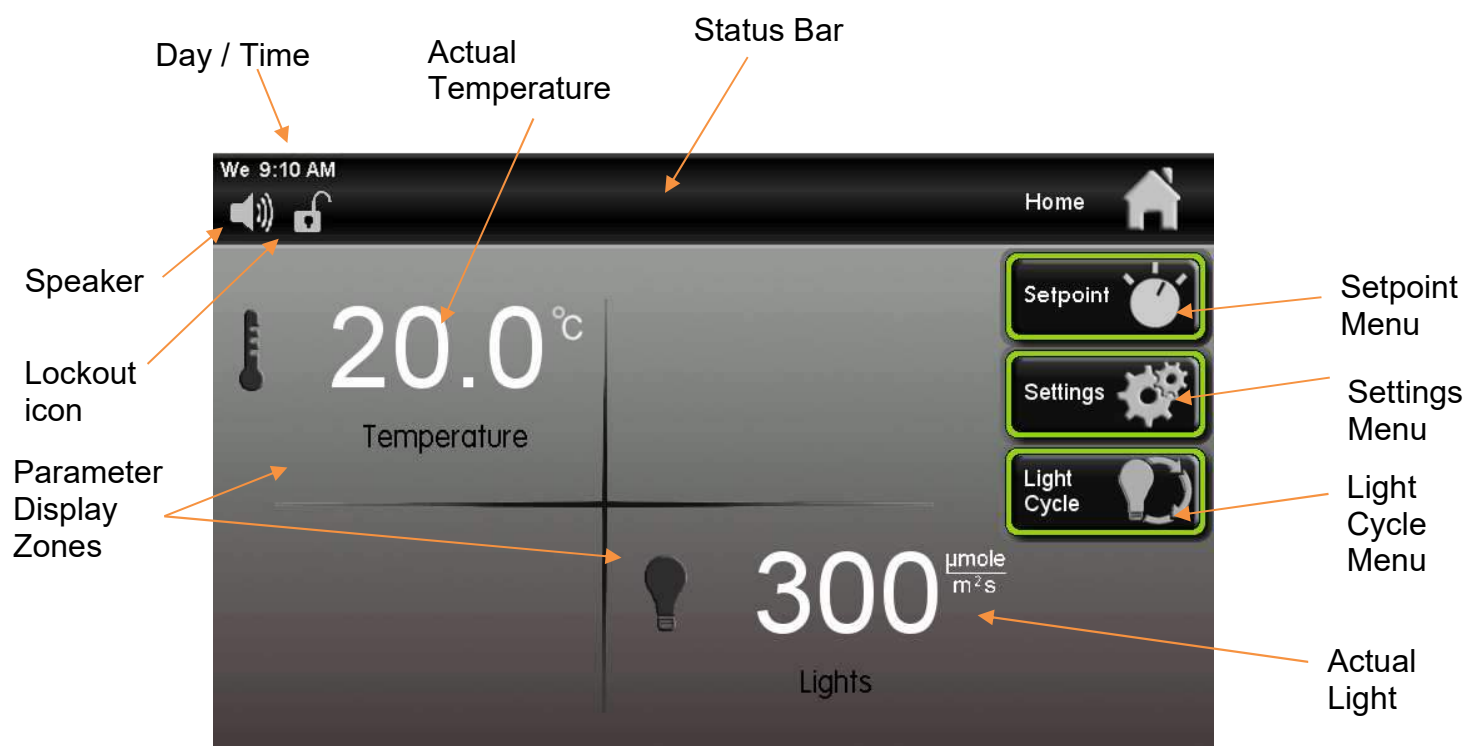 Status Bar
Day / Time
Actual
Temperature
We 9:10 AM
Home
Speaker
Setpoint
Setpoint
Menu
20.0 °C
Lockout
icon
Settings
Settings
Menu
Temperature
Parameter
Display
Zones
Light
Cycle
Light
Cycle
Menu
300 µmole
m²s
Actual
Light
Lights